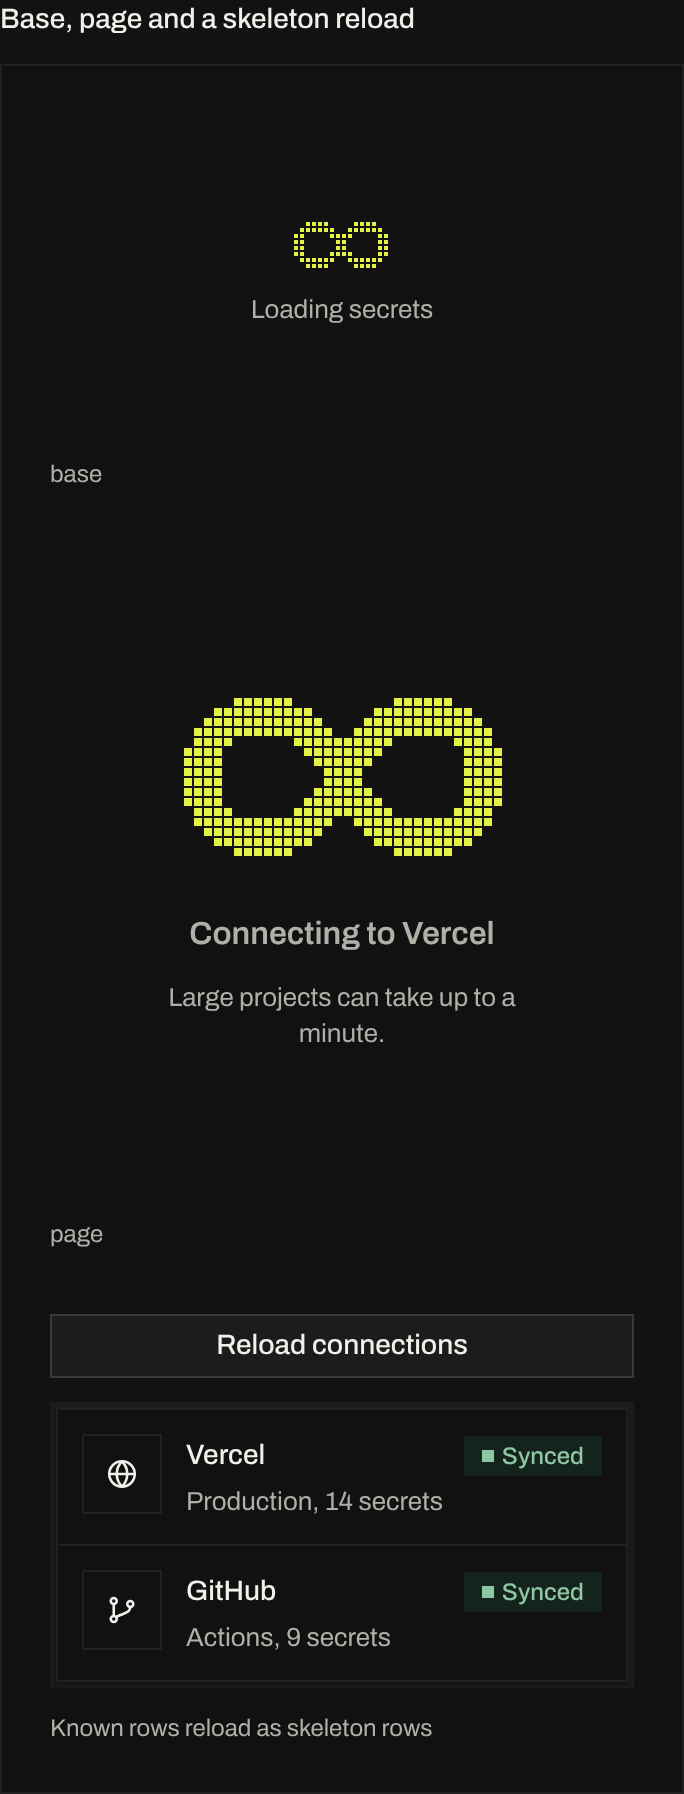 Base, page and a skeleton reload
Loading secrets
base
Connecting to Vercel
Large projects can take up to a
minute.
page
Reload connections
Vercel
Synced
Production, 14 secrets
GitHub
Synced
Actions, 9 secrets
Known rows reload as skeleton rows